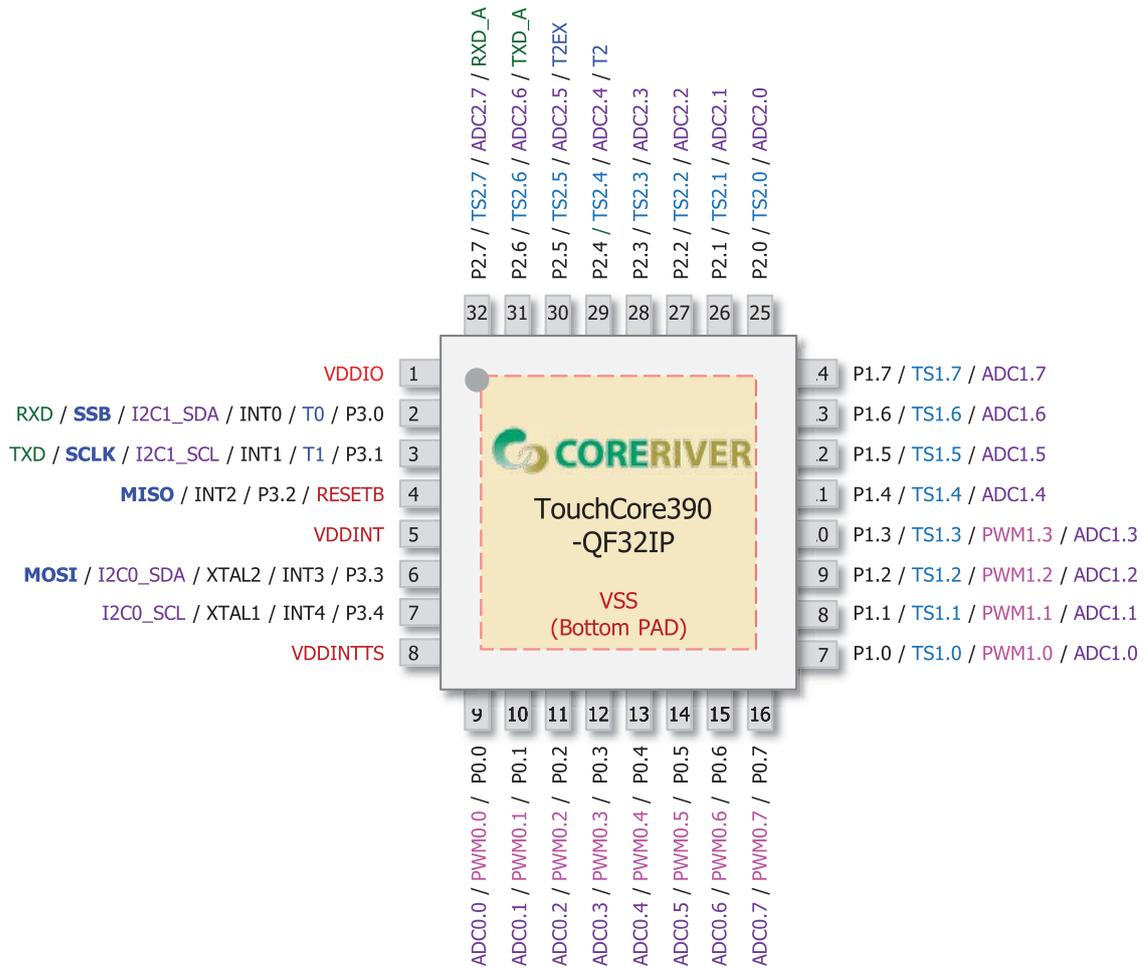 P2.7 / TS2.7 / ADC2.7 / RXD_A
P2.6 / TS2.6 / ADC2.6 / TXD_A
P2.5 / TS2.5 / ADC2.5 / T2EX
P2.4 / TS2.4 / ADC2.4 / T2
P2.3 / TS2.3 / ADC2.3
P2.2 / TS2.2 / ADC2.2
P2.1 / TS2.1 / ADC2.1
P2.0 / TS2.0 / ADC2.0
32 31 30 29 28 27 26 25
VDDIO 1
RXD / SSB / I2C1_SDA / INT0 / T0 / P3.0 2
TXD / SCLK / I2C1_SCL / INT1 / T1 / P3.1 3
MISO / INT2 / P3.2 / RESETB 4
VDDINT 5
MOSI / I2C0_SDA / XTAL2 / INT3 / P3.3 6
I2C0_SCL / XTAL1 / INT4 / P3.4 7
VDDINTTS 8
CORERIVER
TouchCore390
-QF32IP
VSS
(Bottom PAD)
.4 P1.7 / TS1.7 / ADC1.7
.3 P1.6 / TS1.6 / ADC1.6
.2 P1.5 / TS1.5 / ADC1.5
.1 P1.4 / TS1.4 / ADC1.4
.0 P1.3 / TS1.3 / PWM1.3 / ADC1.3
9 P1.2 / TS1.2 / PWM1.2 / ADC1.2
8 P1.1 / TS1.1 / PWM1.1 / ADC1.1
7 P1.0 / TS1.0 / PWM1.0 / ADC1.0
9 10 11 12 13 14 15 16
ADC0.0 / PWM0.0 / P0.0
ADC0.1 / PWM0.1 / P0.1
ADC0.2 / PWM0.2 / P0.2
ADC0.3 / PWM0.3 / P0.3
ADC0.4 / PWM0.4 / P0.4
ADC0.5 / PWM0.5 / P0.5
ADC0.6 / PWM0.6 / P0.6
ADC0.7 / PWM0.7 / P0.7